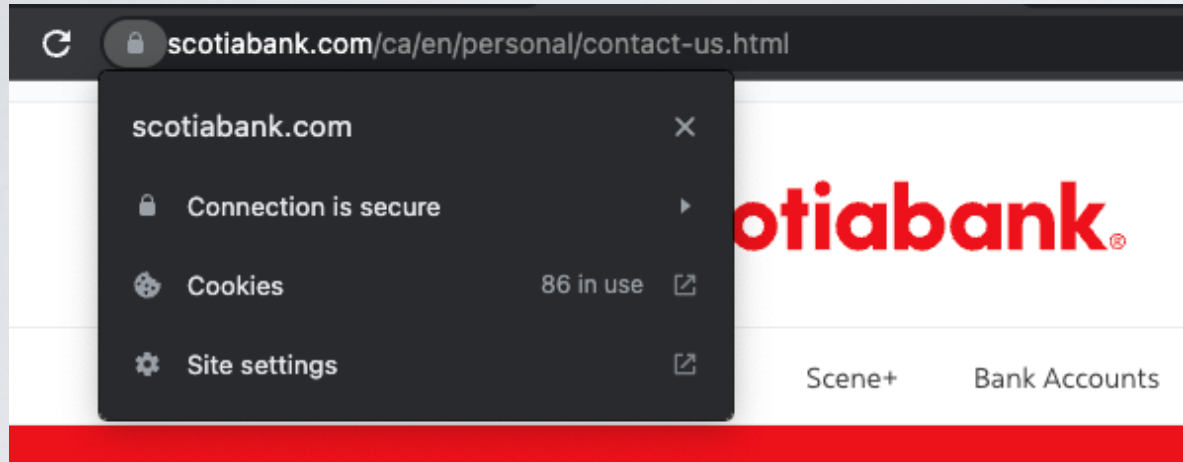 scotiabank.com/ca/en/personal/contact-us.html
scotiabank.com
Connection is secure
Cookies 86 in use
Site settings
otiabank®
Scene+ Bank Accounts